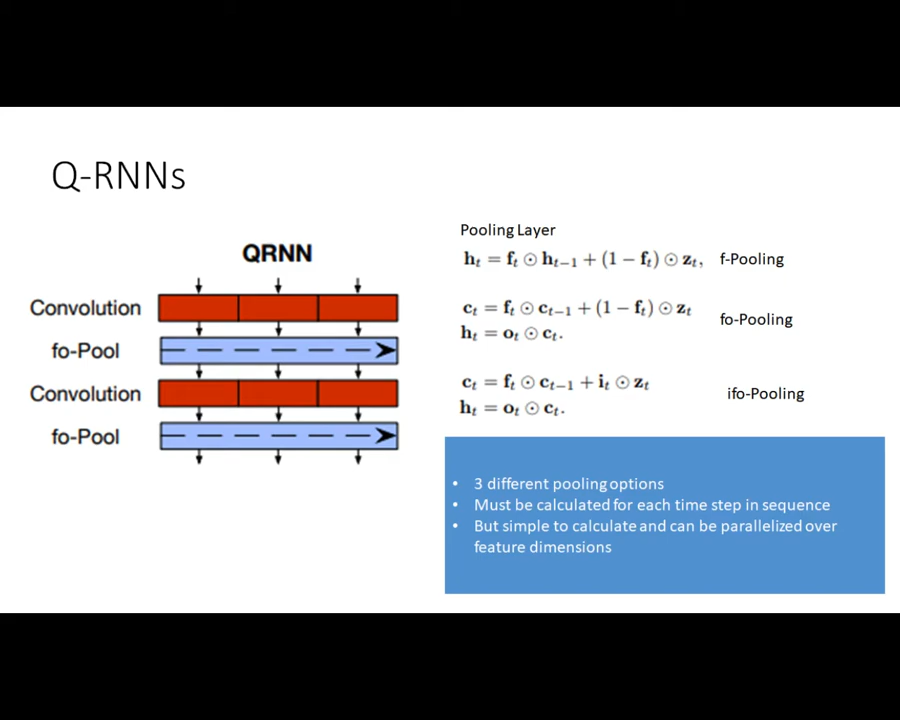 Q-RNNs
QRNN
Convolution
fo-Pool
Convolution
fo-Pool
Pooling Layer
h_t = f_t ⊙ h_{t−1} + (1 − f_t) ⊙ z_t, f-Pooling
c_t = f_t ⊙ c_{t−1} + (1 − f_t) ⊙ z_t
fo-Pooling
h_t = o_t ⊙ c_t.
c_t = f_t ⊙ c_{t−1} + i_t ⊙ z_t
ifo-Pooling
h_t = o_t ⊙ c_t.
• 3 different pooling options
• Must be calculated for each time step in sequence
• But simple to calculate and can be parallelized over
feature dimensions